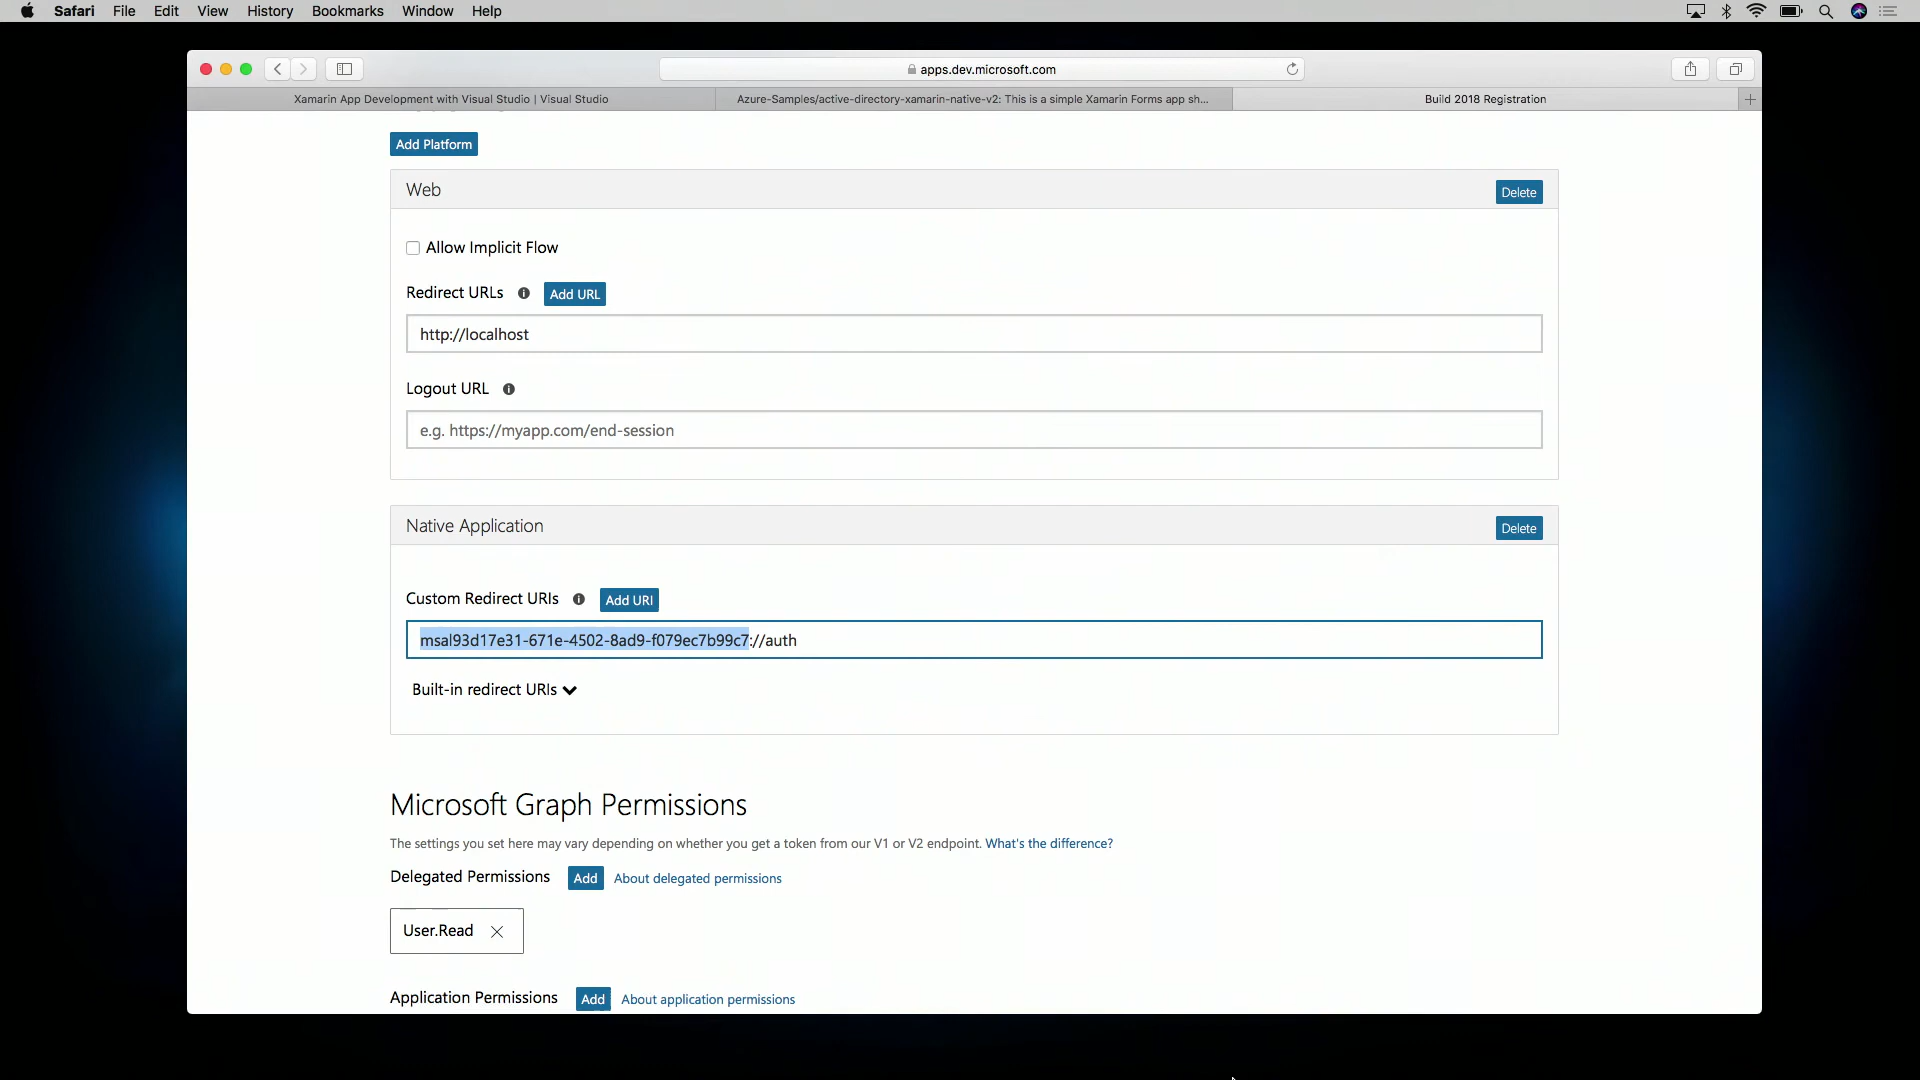 Safari File Edit View History Bookmarks Window Help
apps.dev.microsoft.com
Xamarin App Development with Visual Studio | Visual Studio
Azure-Samples/active-directory-xamarin-native-v2: This is a simple Xamarin Forms app sh...
Build 2018 Registration
Add Platform
Web
Delete
Allow Implicit Flow
Redirect URLs
Add URL
http://localhost
Logout URL
e.g. https://myapp.com/end-session
Native Application
Delete
Custom Redirect URIs
Add URI
msal93d17e31-671e-4502-8ad9-f079ec7b99c7://auth
Built-in redirect URIs
Microsoft Graph Permissions
The settings you set here may vary depending on whether you get a token from our V1 or V2 endpoint. What's the difference?
Delegated Permissions
Add
About delegated permissions
User.Read
Application Permissions
Add
About application permissions